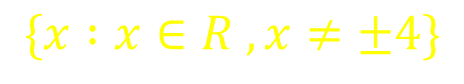 {x : x ∈ R , x ≠ ±4}